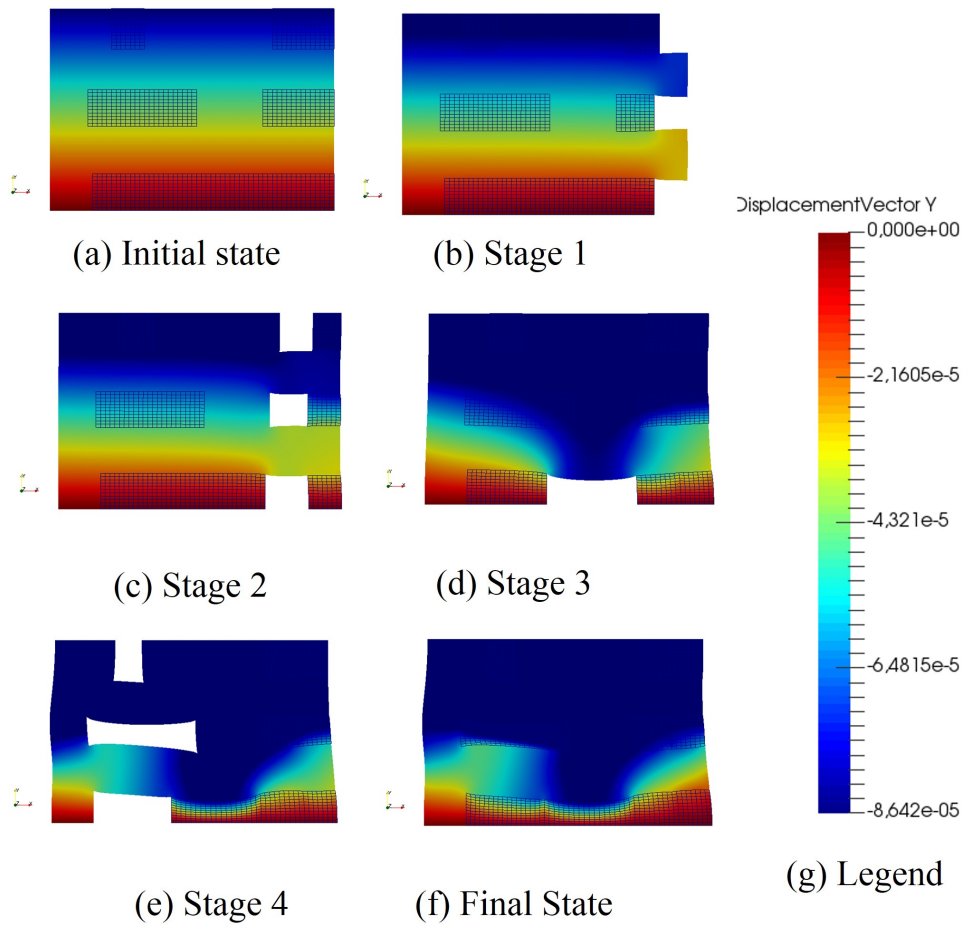 (a) Initial state
(b) Stage 1
DisplacementVector Y
0,000e+00
-2,1605e-5
-4,321e-5
-6,4815e-5
-8,642e-05
(c) Stage 2
(d) Stage 3
(e) Stage 4
(f) Final State
(g) Legend